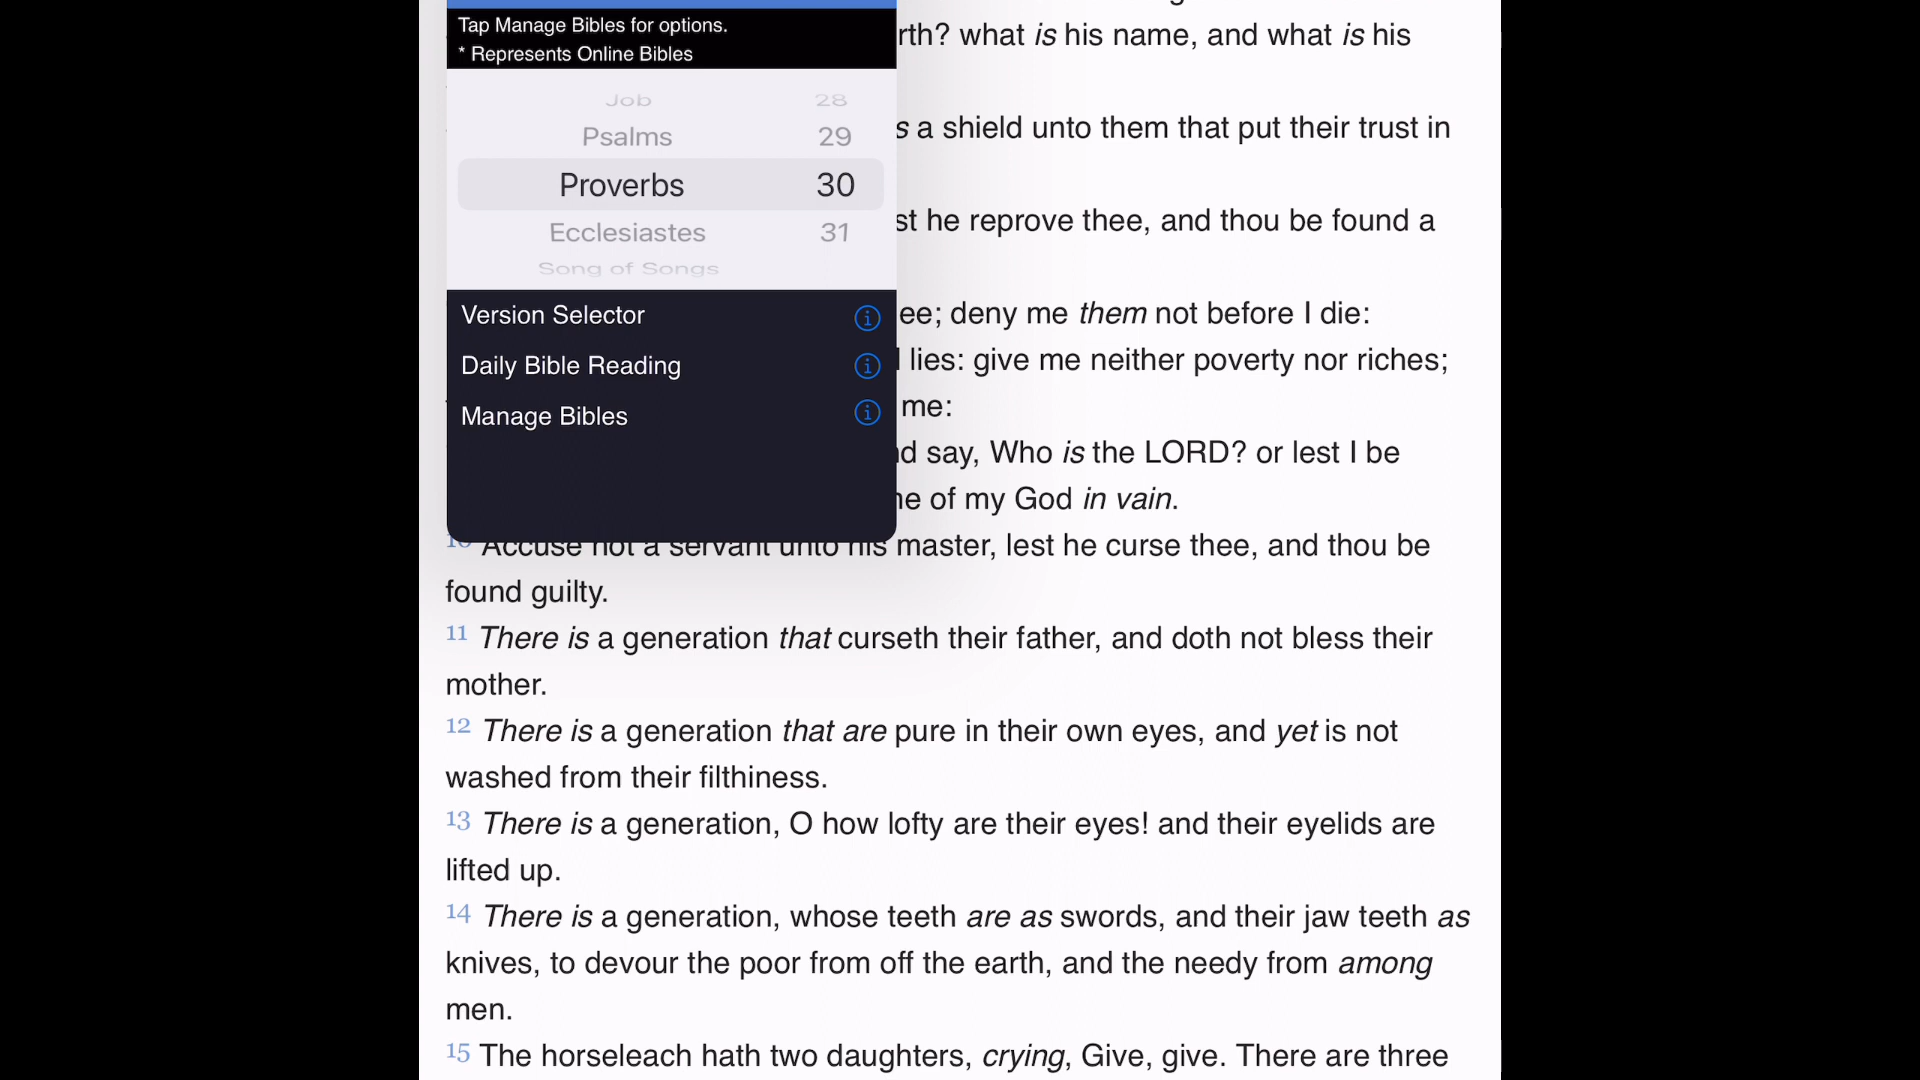 Tap Manage Bibles for options.
* Represents Online Bibles
Job 28
Psalms 29
Proverbs 30
Ecclesiastes 31
Song of Songs
Version Selector
Daily Bible Reading
Manage Bibles
what is his name, and what is his
a shield unto them that put their trust in
he reprove thee, and thou be found a
deny me them not before I die:
lies: give me neither poverty nor riches;
me:
say, Who is the LORD? or lest I be
of my God in vain.
Accuse not a servant unto his master, lest he curse thee, and thou be
found guilty.
11 There is a generation that curseth their father, and doth not bless their
mother.
12 There is a generation that are pure in their own eyes, and yet is not
washed from their filthiness.
13 There is a generation, O how lofty are their eyes! and their eyelids are
lifted up.
14 There is a generation, whose teeth are as swords, and their jaw teeth as
knives, to devour the poor from off the earth, and the needy from among
men.
15 The horseleach hath two daughters, crying, Give, give. There are three